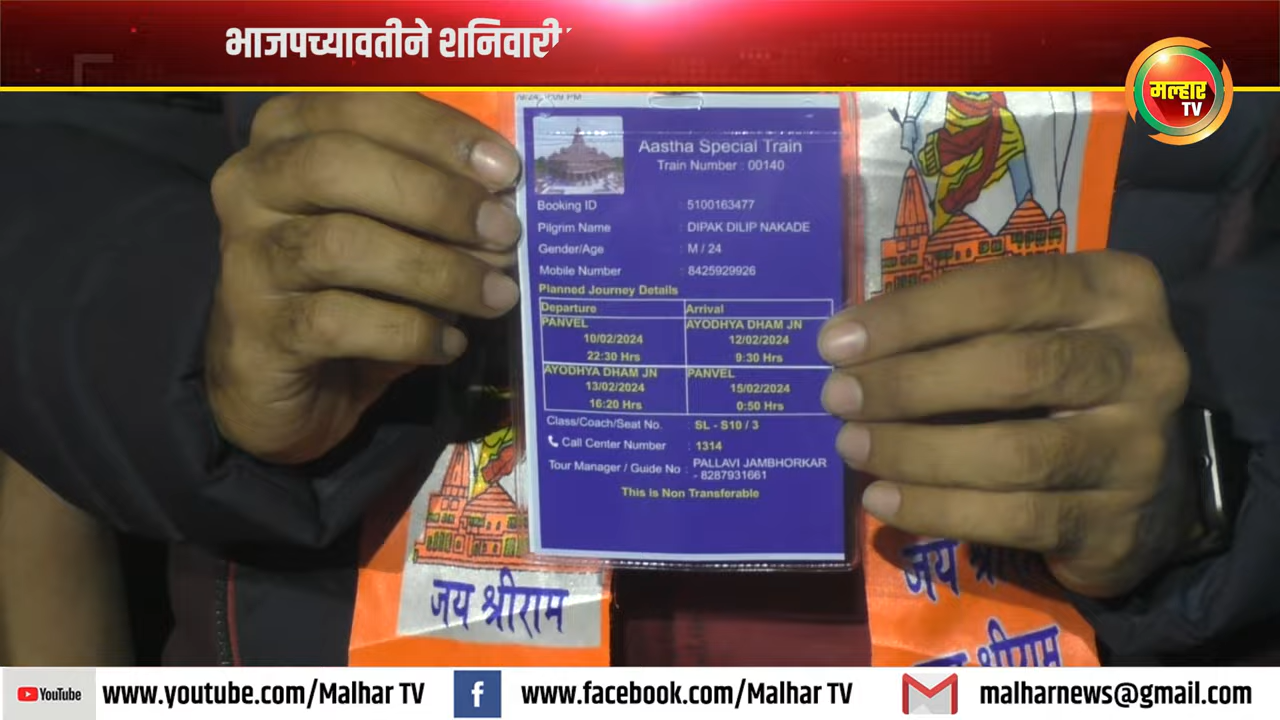 भाजपच्यावतीने शनिवारी
मल्हार
TV
Aastha Special Train
Train Number : 00140
Booking ID : 5100163477
Pilgrim Name : DIPAK DILIP NAKADE
Gender/Age : M / 24
Mobile Number : 8425929926
Planned Journey Details
Departure Arrival
PANVEL AYODHYA DHAM JN
10/02/2024 12/02/2024
22:30 Hrs 9:30 Hrs
AYODHYA DHAM JN PANVEL
13/02/2024 15/02/2024
16:20 Hrs 0:50 Hrs
Class/Coach/Seat No. : SL - S10 / 3
Call Center Number : 1314
Tour Manager / Guide No : PALLAVI JAMBHORKAR
- 8287931661
This Is Non Transferable
जय श्रीराम
जय
श्रीराम
YouTube www.youtube.com/Malhar TV f www.facebook.com/Malhar TV malharnews@gmail.com